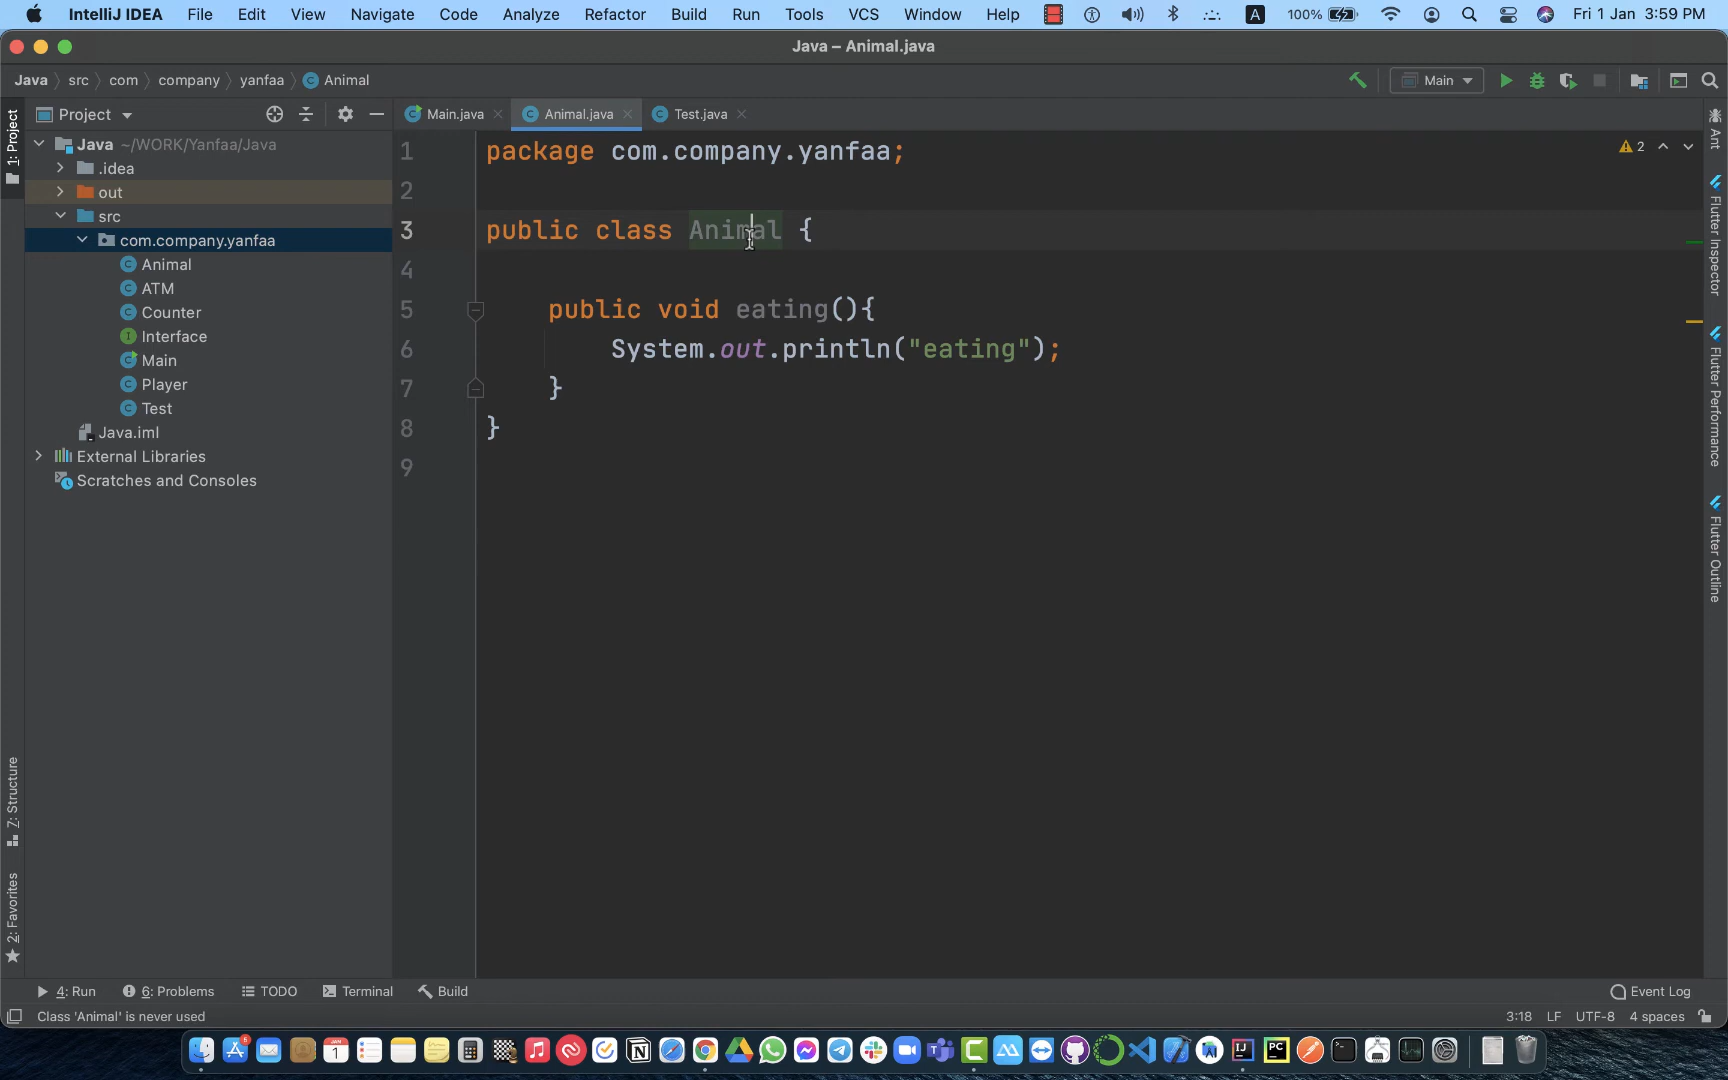 IntelliJ IDEA File Edit View Navigate Code Analyze Refactor Build Run Tools VCS Window Help A 100% Fri 1 Jan 3:59 PM
Java – Animal.java
Java src com company yanfaa Animal Main
1: Project
Project
Main.java Animal.java Test.java
Java ~/WORK/Yanfaa/Java
.idea
out
src
com.company.yanfaa
Animal
ATM
Counter
Interface
Main
Player
Test
Java.iml
External Libraries
Scratches and Consoles
1 package com.company.yanfaa;
2
3 public class Animal {
4
5 public void eating(){
6 System.out.println("eating");
7 }
8 }
9
2
Ant
Flutter Inspector
Flutter Performance
Flutter Outline
Z: Structure
2: Favorites
4: Run 6: Problems TODO Terminal Build Event Log
Class 'Animal' is never used 3:18 LF UTF-8 4 spaces